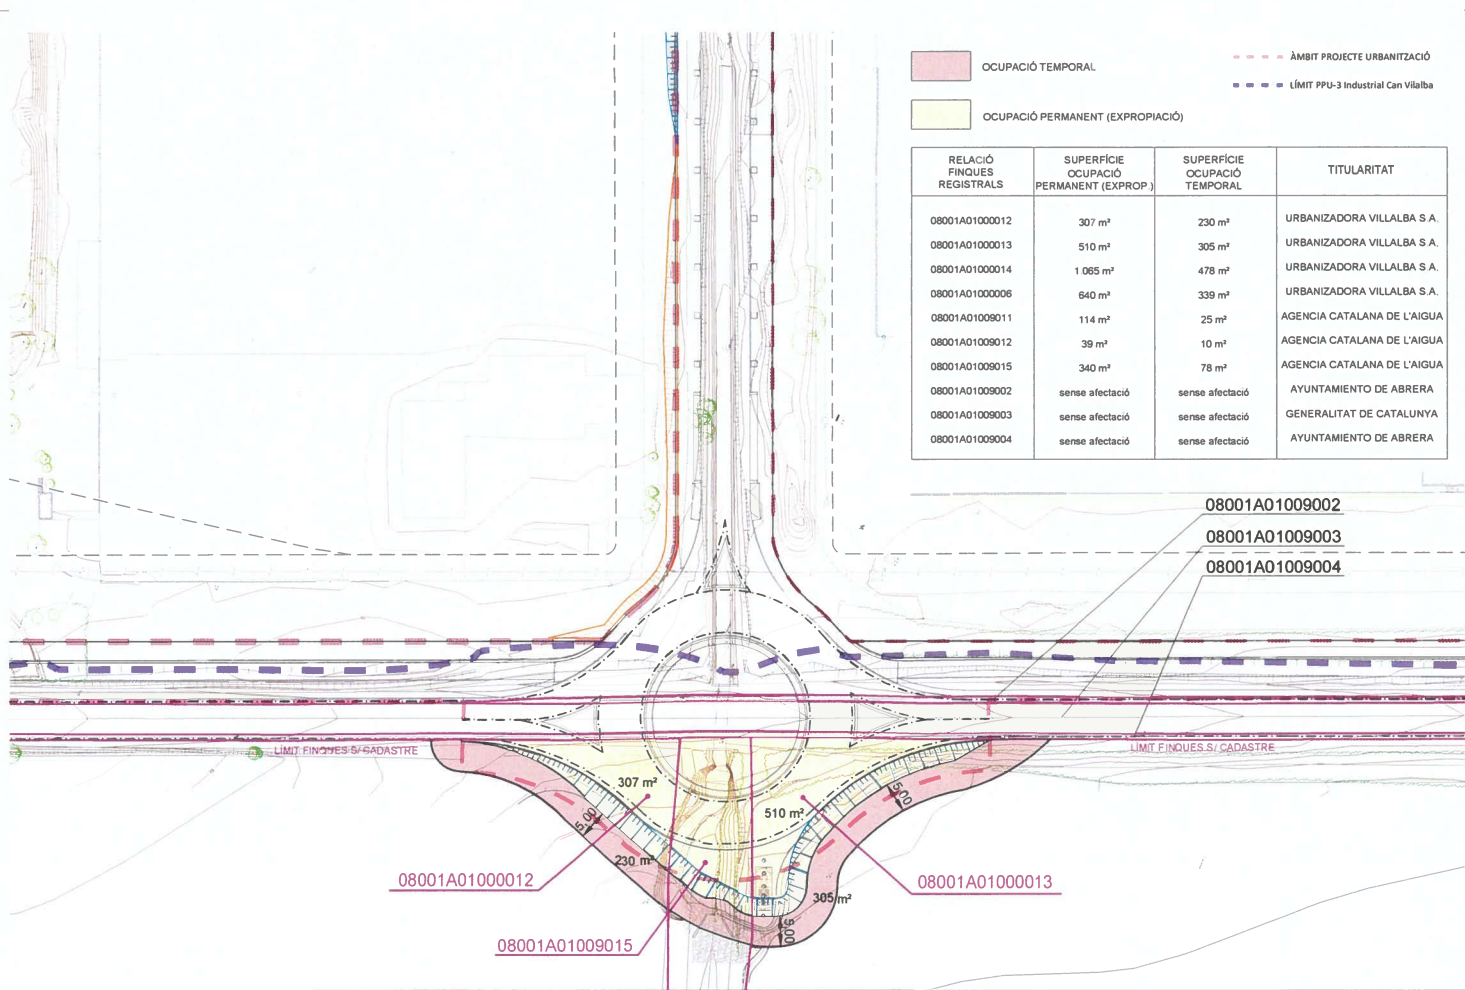 OCUPACIÓ TEMPORAL
OCUPACIÓ PERMANENT (EXPROPIACIÓ)
ÀMBIT PROJECTE URBANITZACIÓ
LÍMIT PPU-3 Industrial Can Vilalba
RELACIÓ FINQUES REGISTRALS
SUPERFÍCIE OCUPACIÓ PERMANENT (EXPROP.)
SUPERFÍCIE OCUPACIÓ TEMPORAL
TITULARITAT
08001A01000012 307 m² 230 m² URBANIZADORA VILLALBA S A.
08001A01000013 510 m² 305 m² URBANIZADORA VILLALBA S A.
08001A01000014 1.065 m² 478 m² URBANIZADORA VILLALBA S A.
08001A01000006 640 m² 339 m² URBANIZADORA VILLALBA S.A.
08001A01009011 114 m² 25 m² AGENCIA CATALANA DE L'AIGUA
08001A01009012 39 m² 10 m² AGENCIA CATALANA DE L'AIGUA
08001A01009015 340 m² 78 m² AGENCIA CATALANA DE L'AIGUA
08001A01009002 sense afectació sense afectació AYUNTAMIENTO DE ABRERA
08001A01009003 sense afectació sense afectació GENERALITAT DE CATALUNYA
08001A01009004 sense afectació sense afectació AYUNTAMIENTO DE ABRERA
08001A01009002
08001A01009003
08001A01009004
LÍMIT FINQUES S/ CADASTRE
LÍMIT FINQUES S/ CADASTRE
307 m²
510 m²
5.00
5.00
230 m²
08001A01000012
08001A01000013
305 m²
5.00
08001A01009015